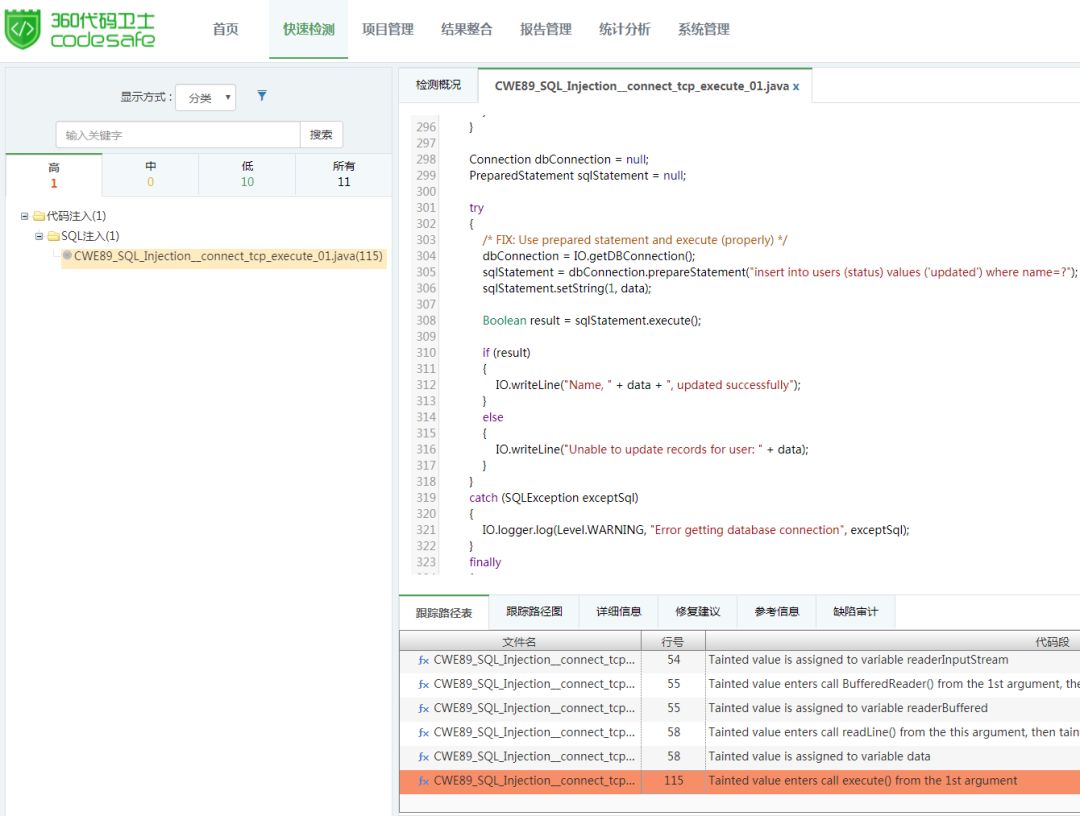 360代码卫士
codesafe
首页 快速检测 项目管理 结果整合 报告管理 统计分析 系统管理
显示方式： 分类
输入关键字 搜索
高 中 低 所有
1 0 10 11
代码注入(1)
SQL注入(1)
CWE89_SQL_Injection__connect_tcp_execute_01.java(115)
检测概况 CWE89_SQL_Injection__connect_tcp_execute_01.java x
296 }
297
298 Connection dbConnection = null;
299 PreparedStatement sqlStatement = null;
300
301 try
302 {
303 /* FIX: Use prepared statement and execute (properly) */
304 dbConnection = IO.getDBConnection();
305 sqlStatement = dbConnection.prepareStatement("insert into users (status) values ('updated') where name=?");
306 sqlStatement.setString(1, data);
307
308 Boolean result = sqlStatement.execute();
309
310 if (result)
311 {
312 IO.writeLine("Name, " + data + ", updated successfully");
313 }
314 else
315 {
316 IO.writeLine("Unable to update records for user: " + data);
317 }
318 }
319 catch (SQLException exceptSql)
320 {
321 IO.logger.log(Level.WARNING, "Error getting database connection", exceptSql);
322 }
323 finally
跟踪路径表 跟踪路径图 详细信息 修复建议 参考信息 缺陷审计
文件名 行号 代码段
fx CWE89_SQL_Injection__connect_tcp... 54 Tainted value is assigned to variable readerInputStream
fx CWE89_SQL_Injection__connect_tcp... 55 Tainted value enters call BufferedReader() from the 1st argument, the
fx CWE89_SQL_Injection__connect_tcp... 55 Tainted value is assigned to variable readerBuffered
fx CWE89_SQL_Injection__connect_tcp... 58 Tainted value enters call readLine() from the this argument, then tain
fx CWE89_SQL_Injection__connect_tcp... 58 Tainted value is assigned to variable data
fx CWE89_SQL_Injection__connect_tcp... 115 Tainted value enters call execute() from the 1st argument